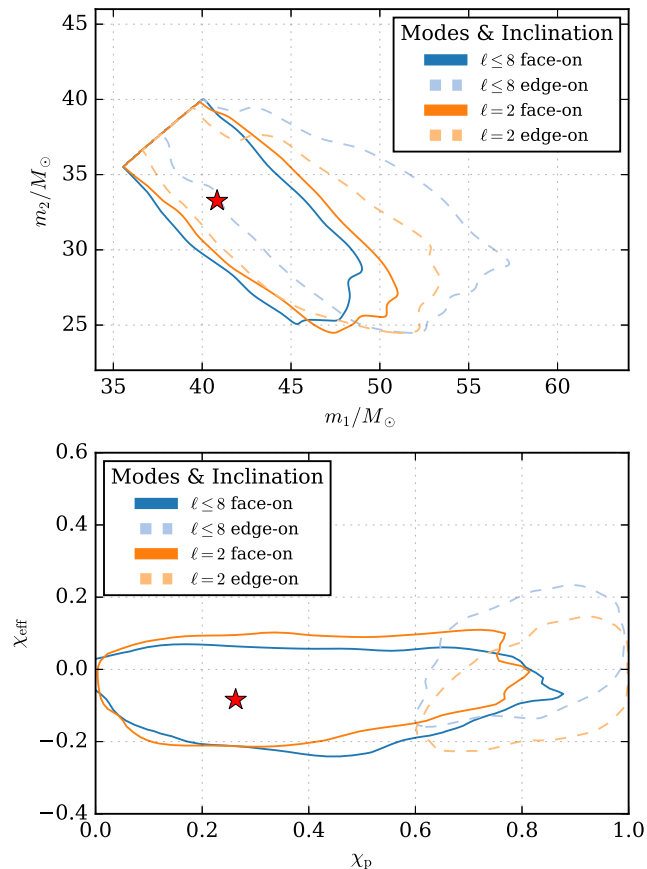 45
40
35
30
25
m₂/M⊙
Modes & Inclination
ℓ ≤ 8 face-on
ℓ ≤ 8 edge-on
ℓ = 2 face-on
ℓ = 2 edge-on
35 40 45 50 55 60
m₁/M⊙
0.6
0.4
0.2
0.0
−0.2
−0.4
χeff
Modes & Inclination
ℓ ≤ 8 face-on
ℓ ≤ 8 edge-on
ℓ = 2 face-on
ℓ = 2 edge-on
0.0 0.2 0.4 0.6 0.8 1.0
χp